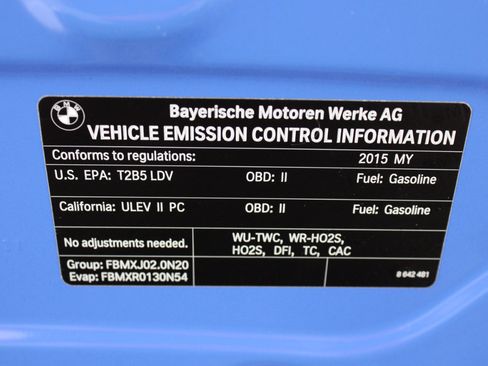 BMW
Bayerische Motoren Werke AG
VEHICLE EMISSION CONTROL INFORMATION
Conforms to regulations: 2015 MY
U.S. EPA: T2B5 LDV OBD: II Fuel: Gasoline
California: ULEV II PC OBD: II Fuel: Gasoline
No adjustments needed.
WU-TWC, WR-HO2S,
HO2S, DFI, TC, CAC
Group: FBMXJ02.0N20
Evap: FBMXR0130N54
8 642 481